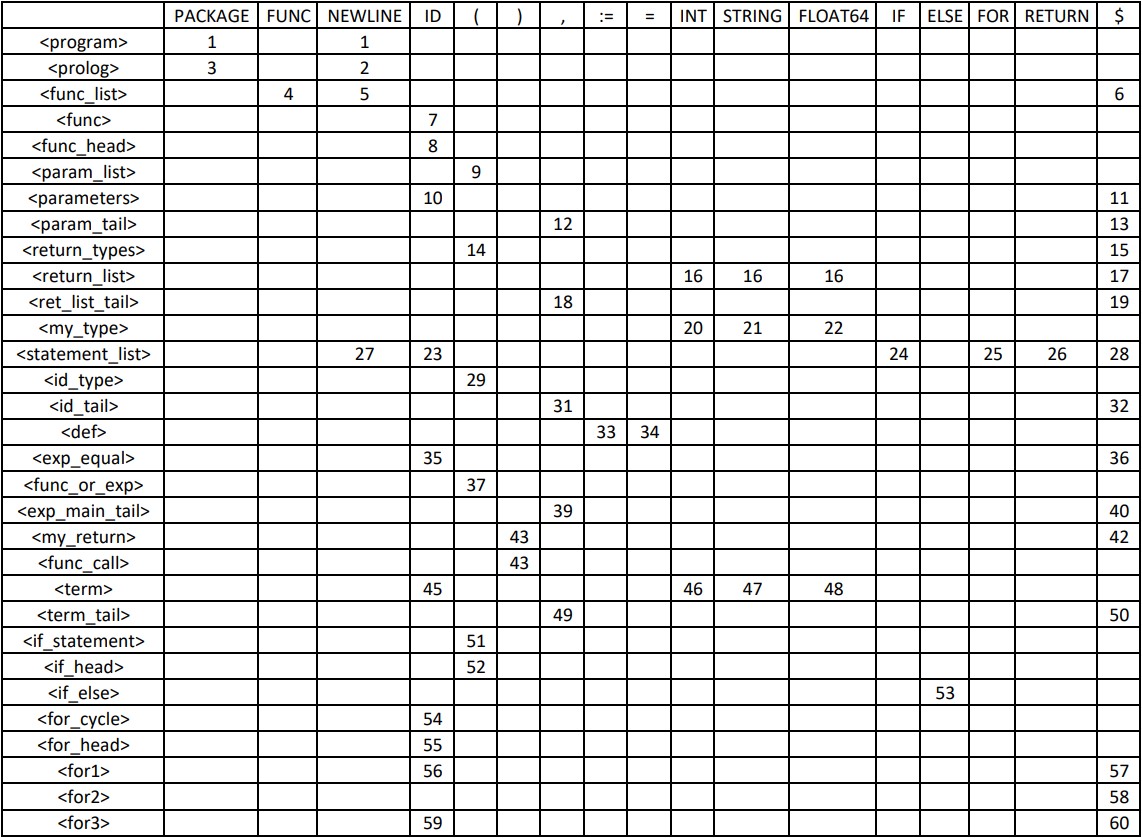 PACKAGE FUNC NEWLINE ID ( ) , := = INT STRING FLOAT64 IF ELSE FOR RETURN $
<program> 1 1
<prolog> 3 2
<func_list> 4 5 6
<func> 7
<func_head> 8
<param_list> 9
<parameters> 10 11
<param_tail> 12 13
<return_types> 14 15
<return_list> 16 16 16 17
<ret_list_tail> 18 19
<my_type> 20 21 22
<statement_list> 27 23 24 25 26 28
<id_type> 29
<id_tail> 31 32
<def> 33 34
<exp_equal> 35 36
<func_or_exp> 37
<exp_main_tail> 39 40
<my_return> 43 42
<func_call> 43
<term> 45 46 47 48
<term_tail> 49 50
<if_statement> 51
<if_head> 52
<if_else> 53
<for_cycle> 54
<for_head> 55
<for1> 56 57
<for2> 58
<for3> 59 60